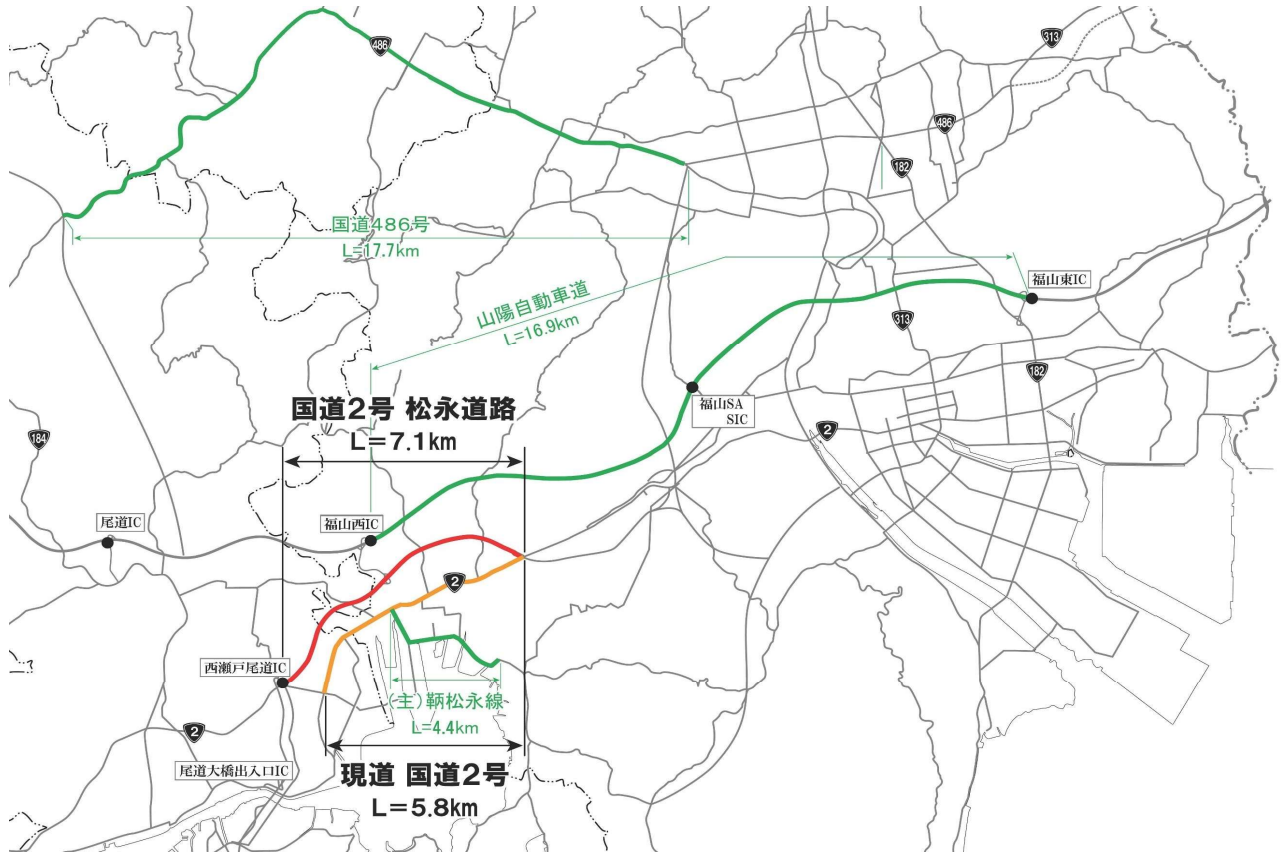 486
313
486
182
国道486号
L=17.7km
山陽自動車道
L=16.9km
福山東IC
313
182
国道2号 松永道路
L=7.1km
福山SA
SIC
2
184
尾道IC
福山西IC
2
西瀬戸尾道IC
(主)鞆松永線
L=4.4km
2
尾道大橋出入口IC
現道 国道2号
L=5.8km